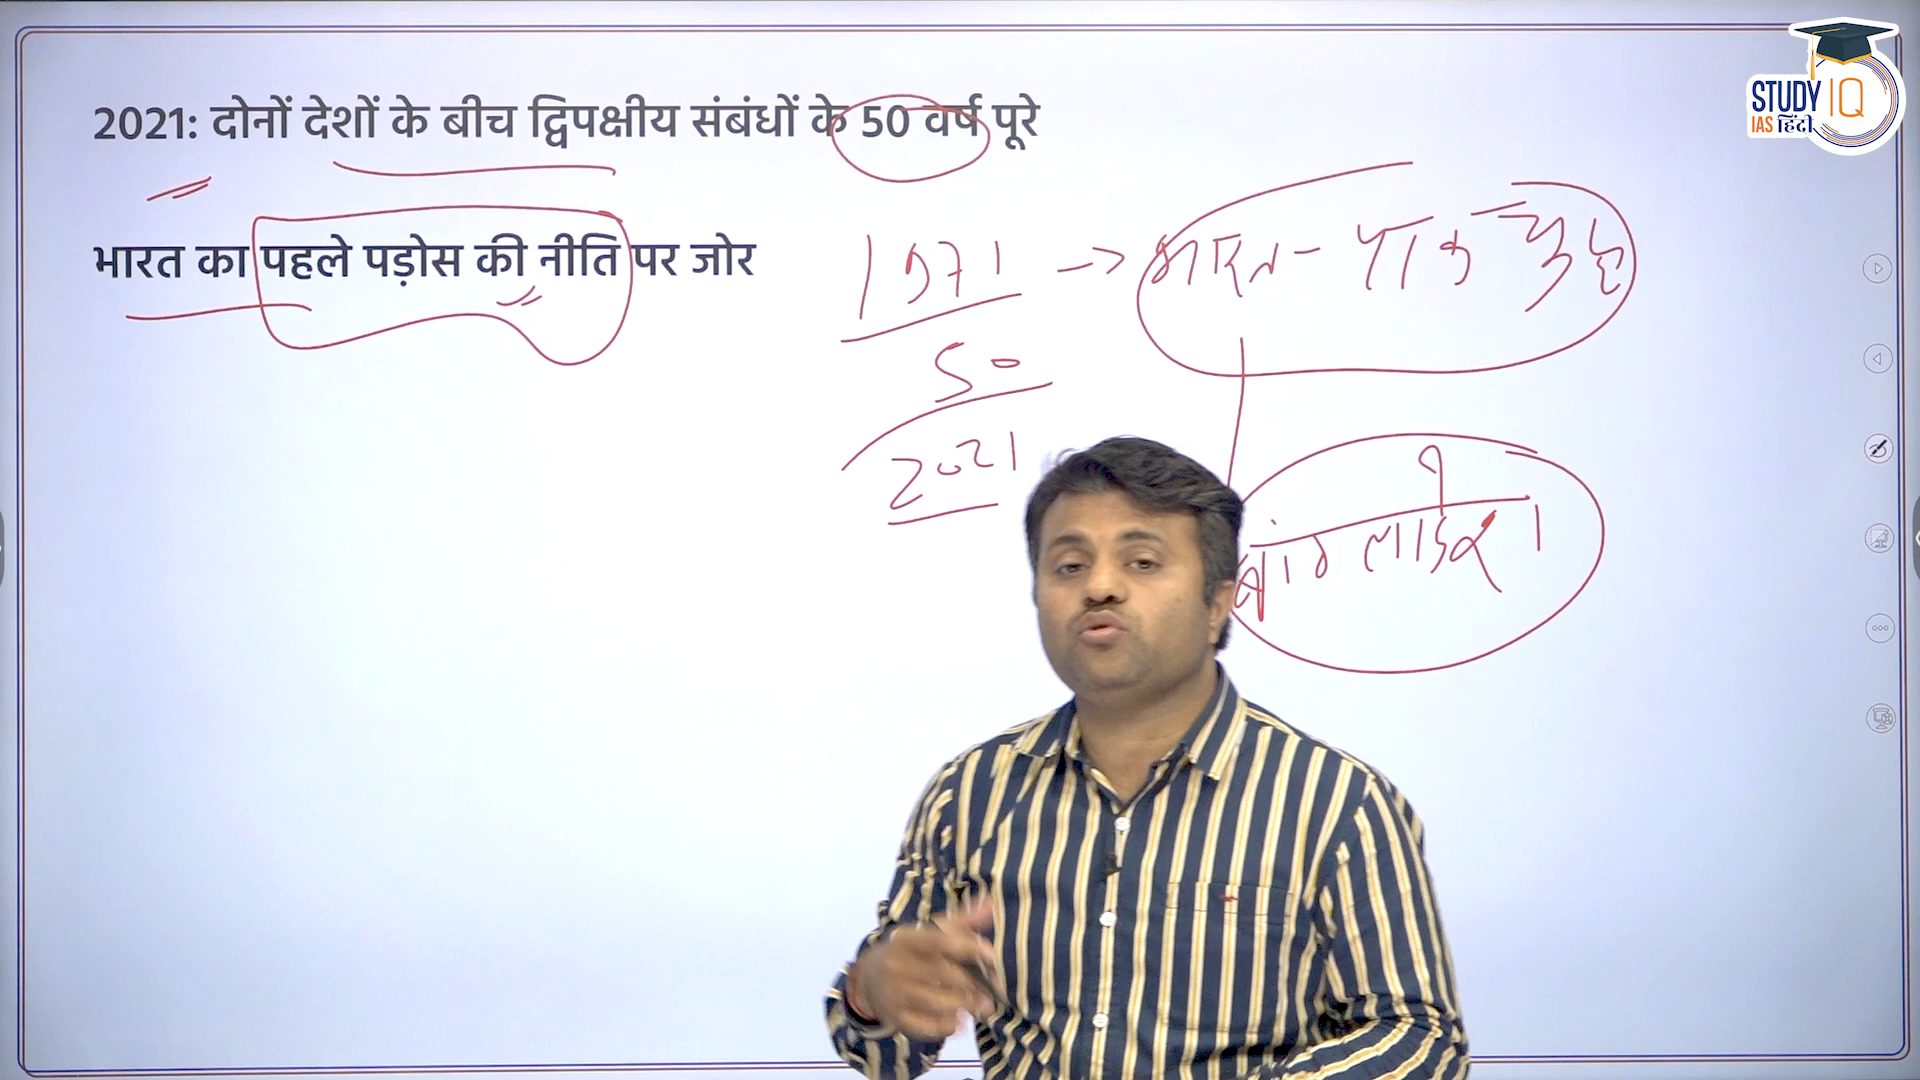 STUDY IQ
IAS हिंदी
2021: दोनों देशों के बीच द्विपक्षीय संबंधों के 50 वर्ष पूरे
भारत का पहले पड़ोस की नीति पर जोर
1971 → भारत - पाक युद्ध
50
2021
बांग्लादेश।